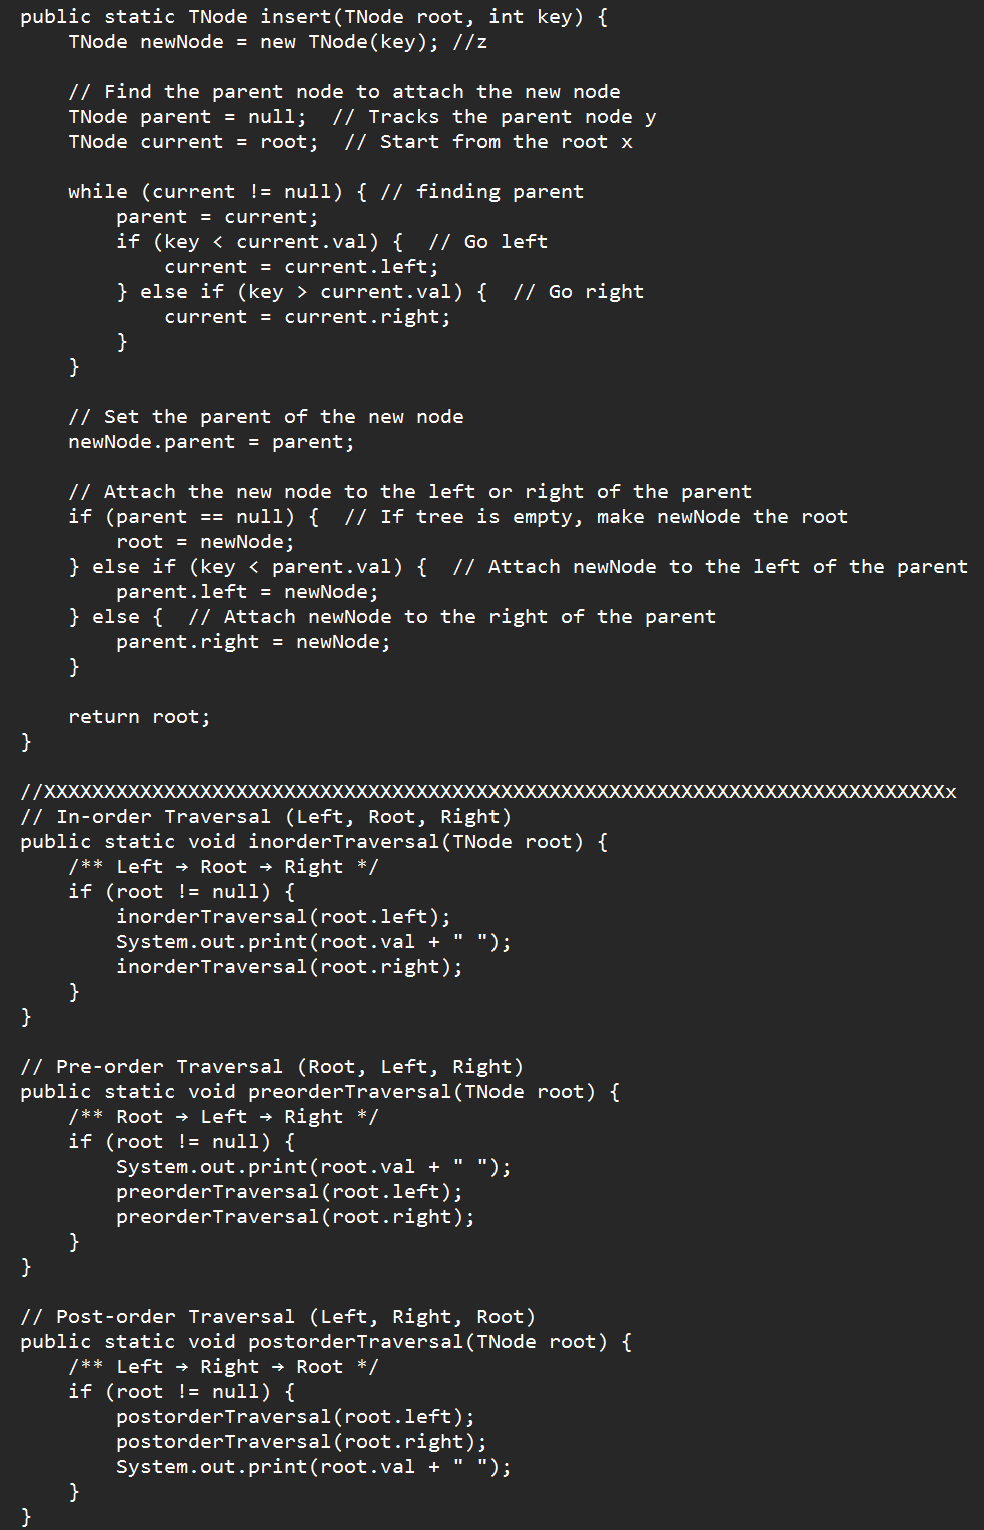 public static TNode insert(TNode root, int key) {
    TNode newNode = new TNode(key); //z

    // Find the parent node to attach the new node
    TNode parent = null;  // Tracks the parent node y
    TNode current = root;  // Start from the root x

    while (current != null) { // finding parent
        parent = current;
        if (key < current.val) {  // Go left
            current = current.left;
        } else if (key > current.val) {  // Go right
            current = current.right;
        }
    }

    // Set the parent of the new node
    newNode.parent = parent;

    // Attach the new node to the left or right of the parent
    if (parent == null) {  // If tree is empty, make newNode the root
        root = newNode;
    } else if (key < parent.val) {  // Attach newNode to the left of the parent
        parent.left = newNode;
    } else {  // Attach newNode to the right of the parent
        parent.right = newNode;
    }

    return root;
}

//XXXXXXXXXXXXXXXXXXXXXXXXXXXXXXXXXXXXXXXXXXXXXXXXXXXXXXXXXXXXXXXXXXXXXXXXXXXx
// In-order Traversal (Left, Root, Right)
public static void inorderTraversal(TNode root) {
    /** Left → Root → Right */
    if (root != null) {
        inorderTraversal(root.left);
        System.out.print(root.val + " ");
        inorderTraversal(root.right);
    }
}

// Pre-order Traversal (Root, Left, Right)
public static void preorderTraversal(TNode root) {
    /** Root → Left → Right */
    if (root != null) {
        System.out.print(root.val + " ");
        preorderTraversal(root.left);
        preorderTraversal(root.right);
    }
}

// Post-order Traversal (Left, Right, Root)
public static void postorderTraversal(TNode root) {
    /** Left → Right → Root */
    if (root != null) {
        postorderTraversal(root.left);
        postorderTraversal(root.right);
        System.out.print(root.val + " ");
    }
}